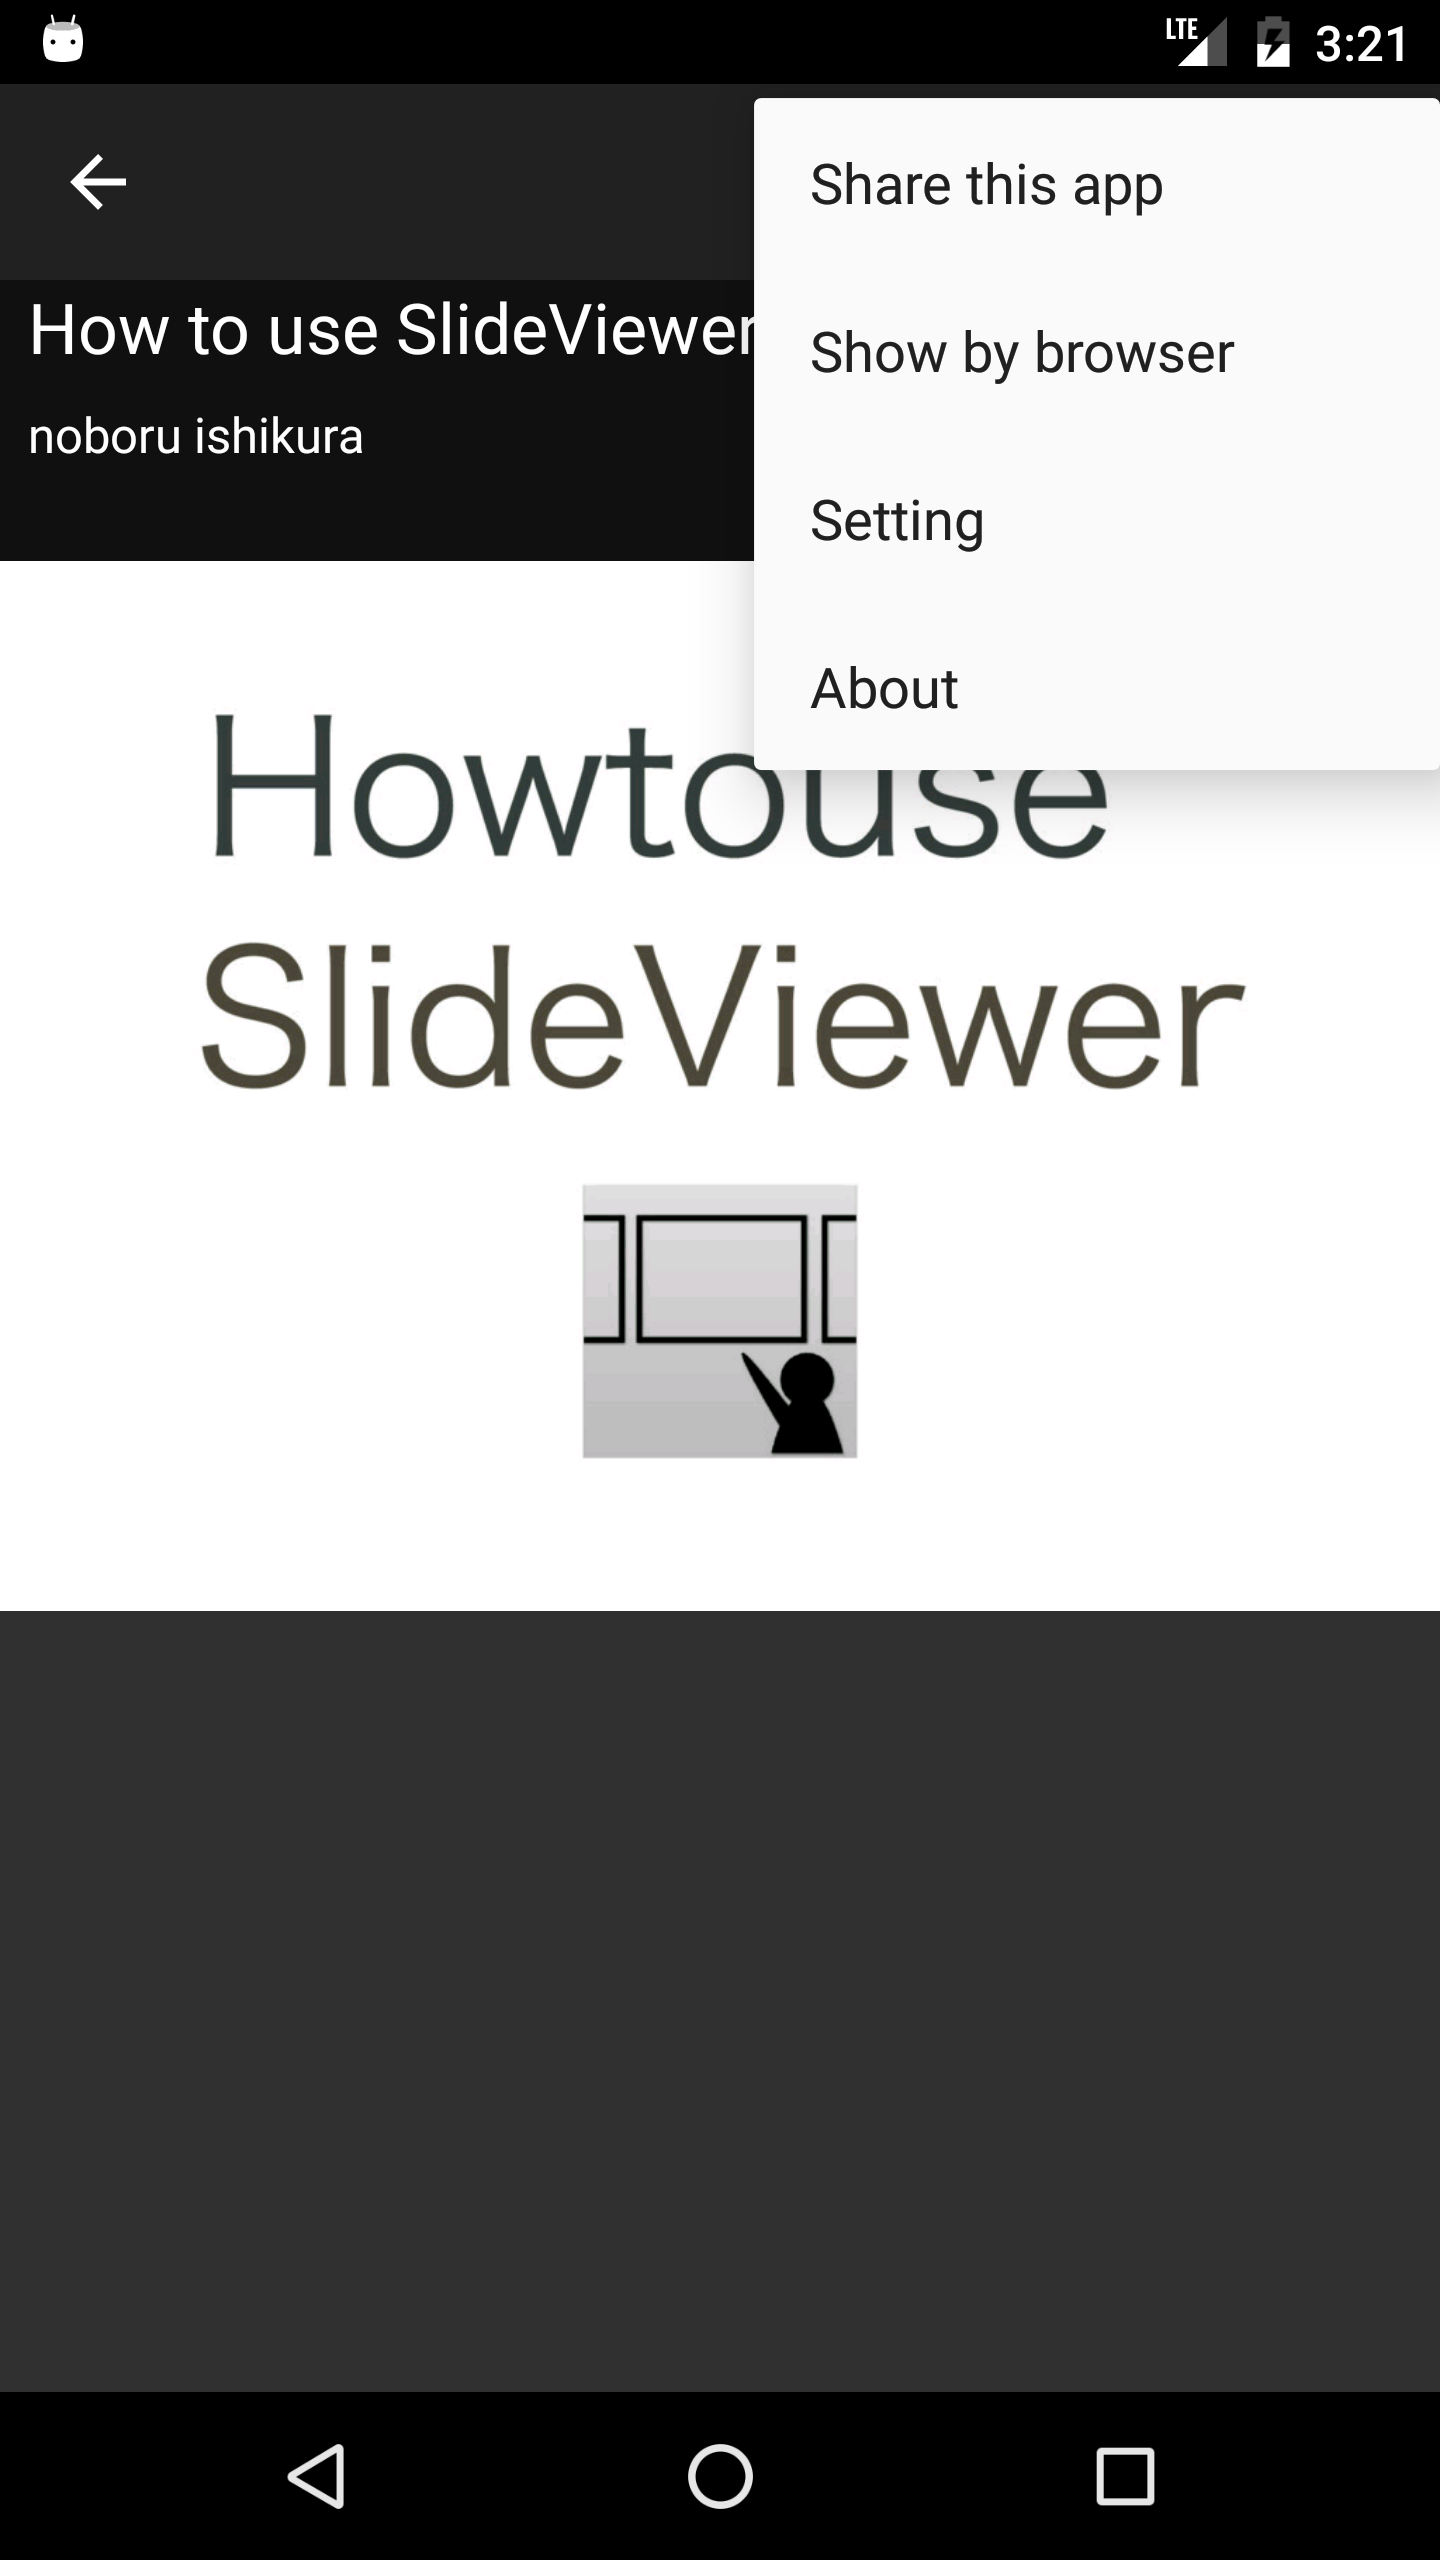 LTE 3:21
Share this app
How to use SlideViewer
Show by browser
noboru ishikura
Setting
About
Howtouse
SlideViewer